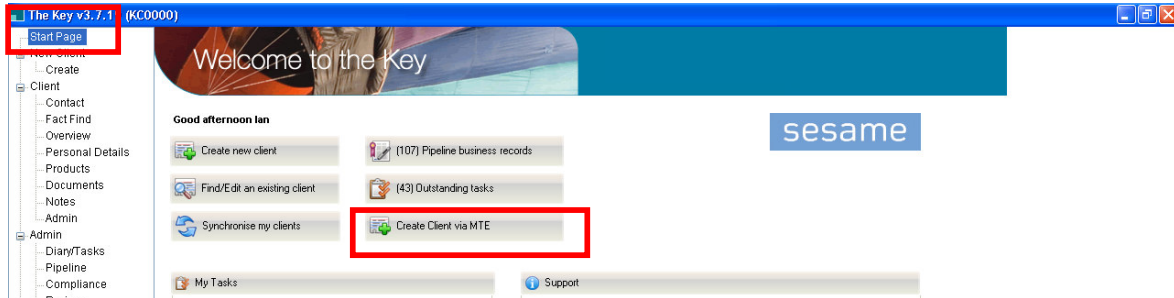 The Key v3.7.1 (KC0000)
Start Page
New Client
Create
Client
Contact
Fact Find
Overview
Personal Details
Products
Documents
Notes
Admin
Admin
Diary/Tasks
Pipeline
Compliance
Welcome to the Key
Good afternoon Ian
sesame
Create new client
(107) Pipeline business records
Find/Edit an existing client
(43) Outstanding tasks
Synchronise my clients
Create Client via MTE
My Tasks
Support